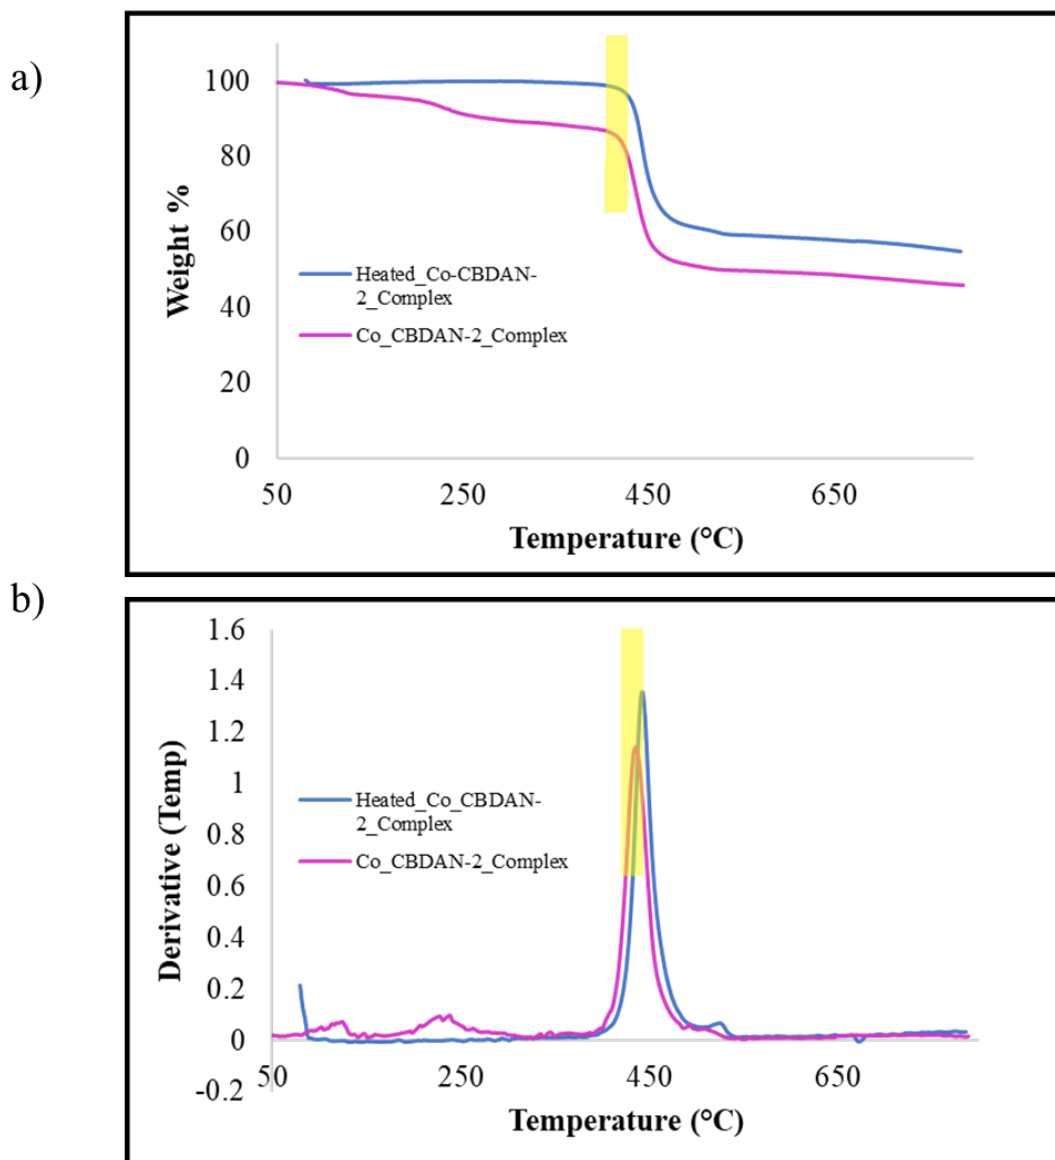 a)
100
80
60
40
20
0
Weight %
Heated_Co-CBDAN-
2_Complex
Co_CBDAN-2_Complex
50 250 450 650
Temperature (°C)
b)
1.6
1.4
1.2
1
0.8
0.6
0.4
0.2
0
-0.2
Derivative (Temp)
Heated_Co_CBDAN-
2_Complex
Co_CBDAN-2_Complex
50 250 450 650
Temperature (°C)